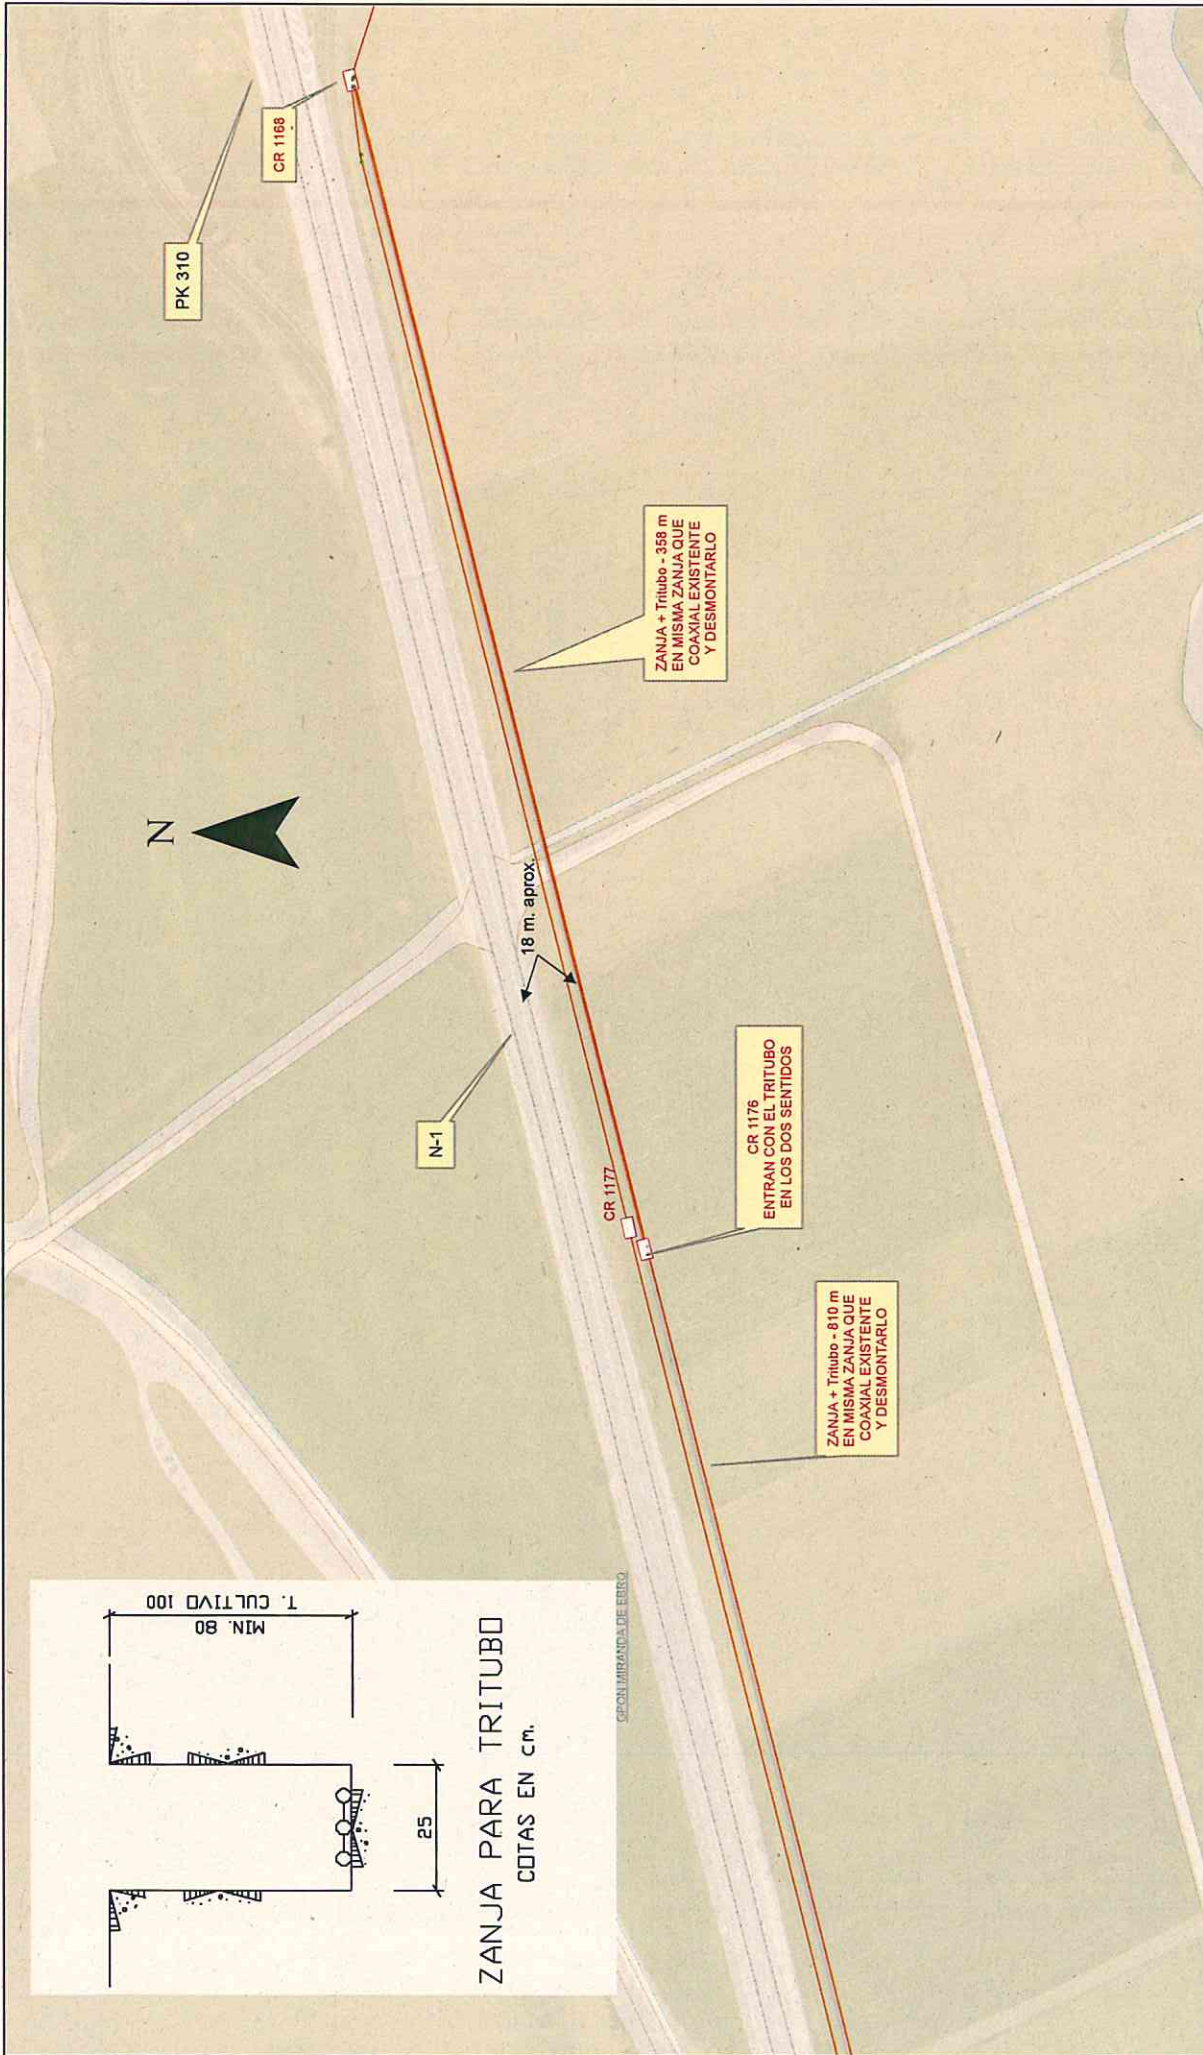 ZANJA PARA TRITUBO
COTAS EN cm.
25
MIN. 80
T. CULTIVO 100
GPON MIRANDA DE EBRO
N
PK 310
CR 1168
N-1
18 m. aprox.
CR 1177
ZANJA + Tritubo - 358 m
EN MISMA ZANJA QUE
COAXIAL EXISTENTE
Y DESMONTARLO
CR 1176
ENTRAN CON EL TRITUBO
EN LOS DOS SENTIDOS
ZANJA + Tritubo - 810 m
EN MISMA ZANJA QUE
COAXIAL EXISTENTE
Y DESMONTARLO